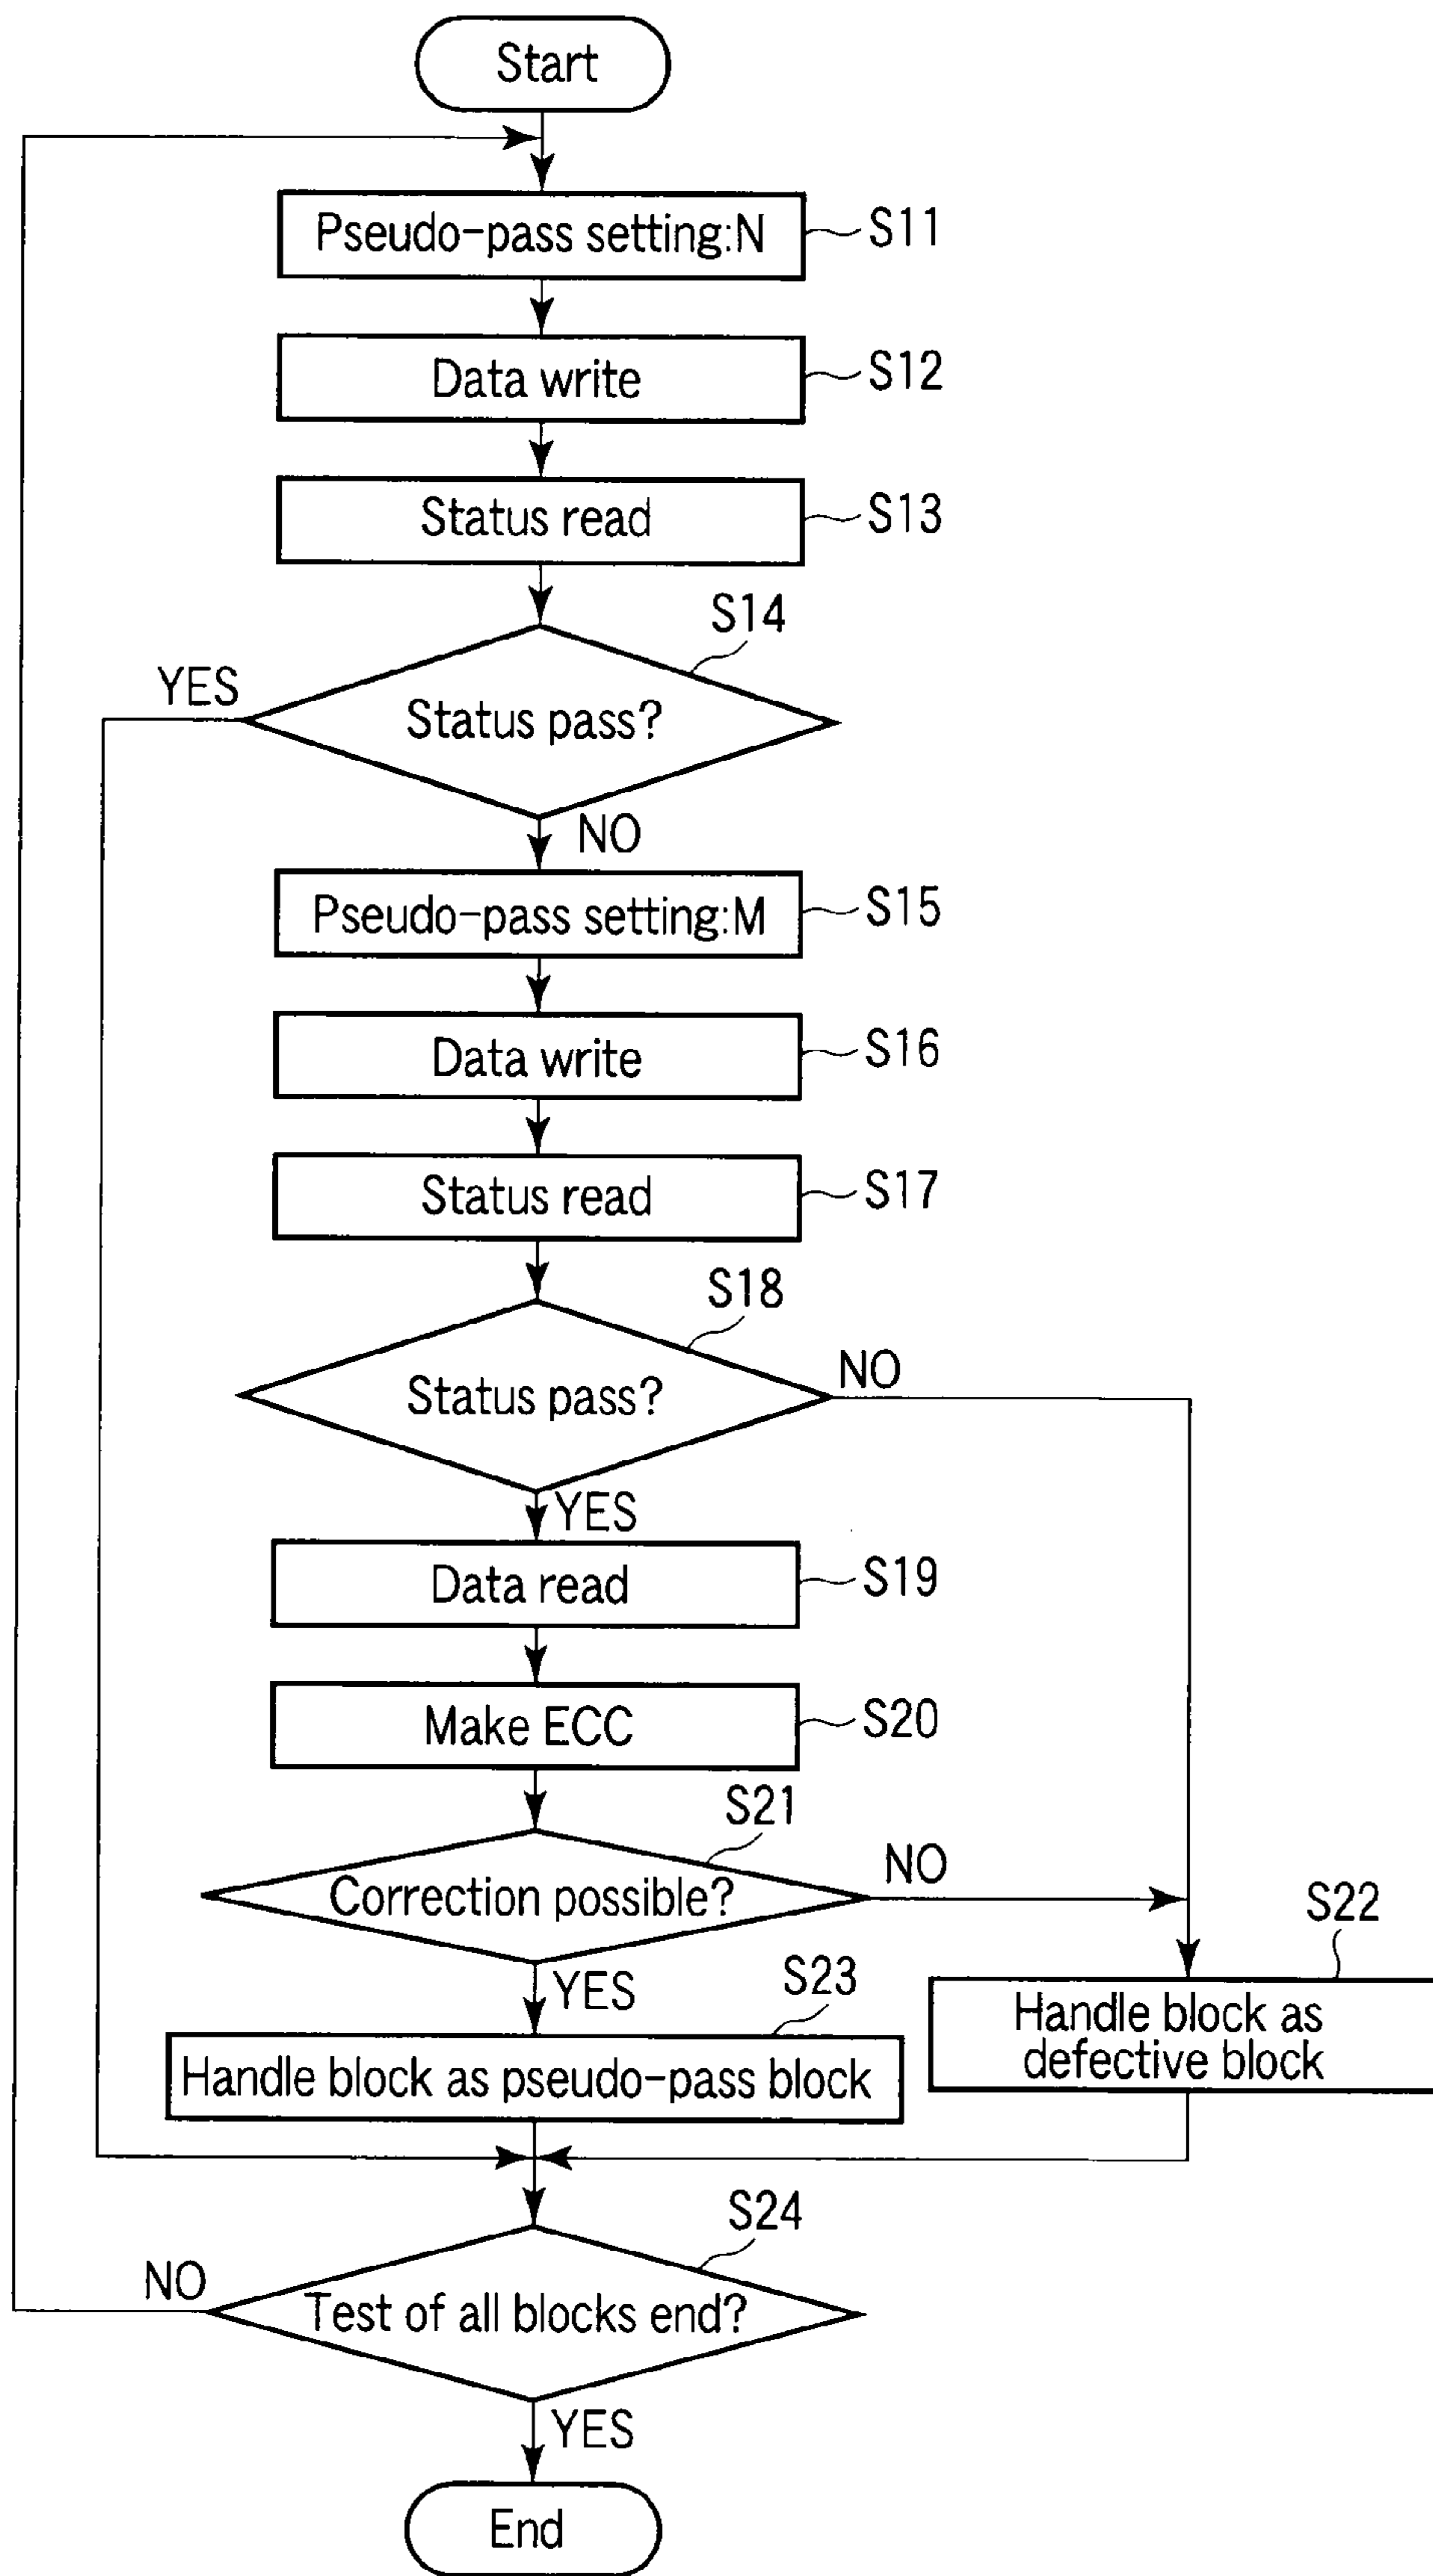 Start
Pseudo-pass setting:N
S11
Data write
S12
Status read
S13
S14
YES
Status pass?
NO
Pseudo-pass setting:M
S15
Data write
S16
Status read
S17
S18
NO
Status pass?
YES
Data read
S19
Make ECC
S20
S21
NO
Correction possible?
S22
YES
S23
Handle block as
defective block
Handle block as pseudo-pass block
S24
NO
Test of all blocks end?
YES
End